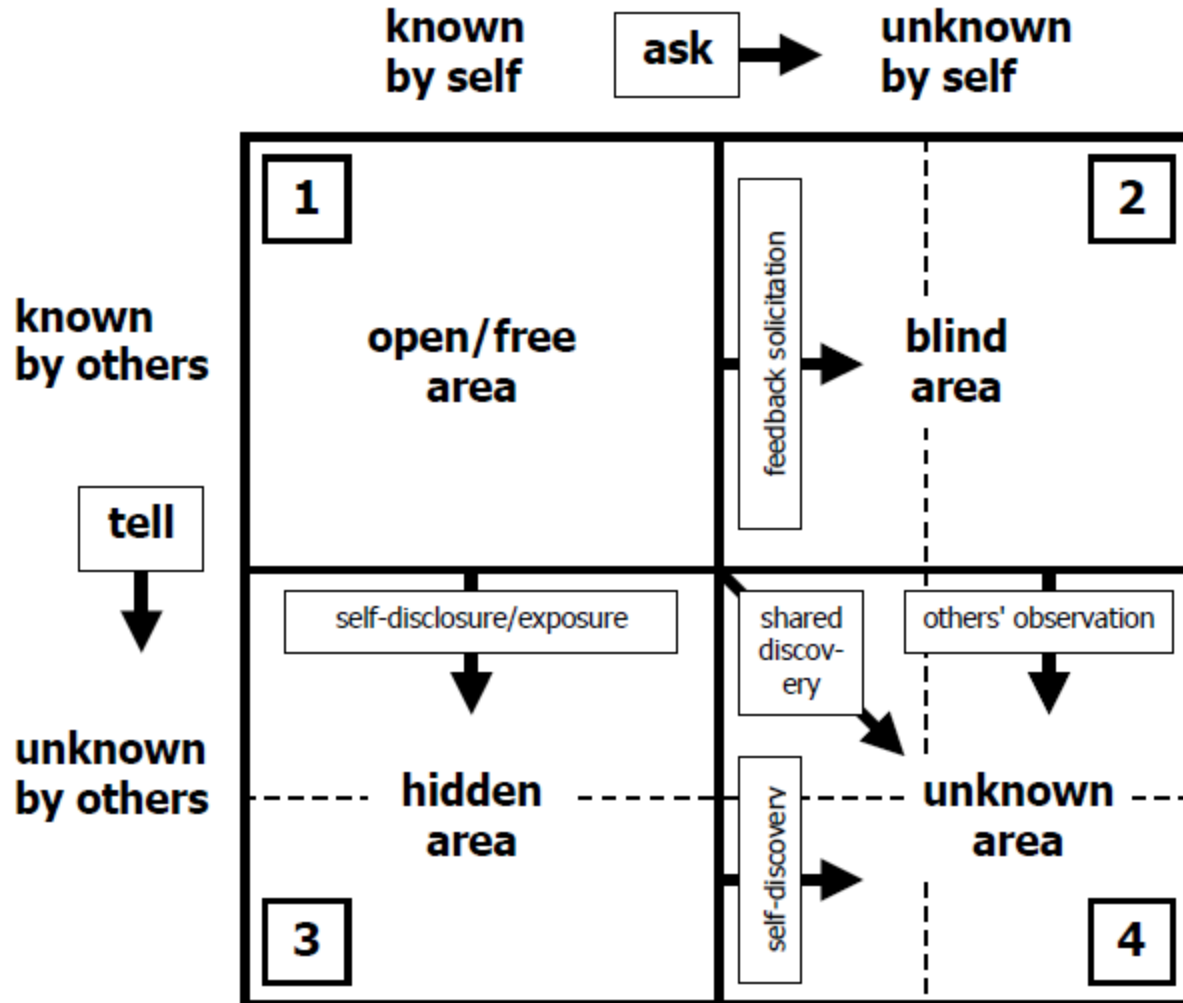 known
by self
ask
unknown
by self
1
2
known
by others
open/free
area
feedback solicitation
blind
area
tell
self-disclosure/exposure
shared
discov-
ery
others' observation
unknown
by others
hidden
area
self-discovery
unknown
area
3
4